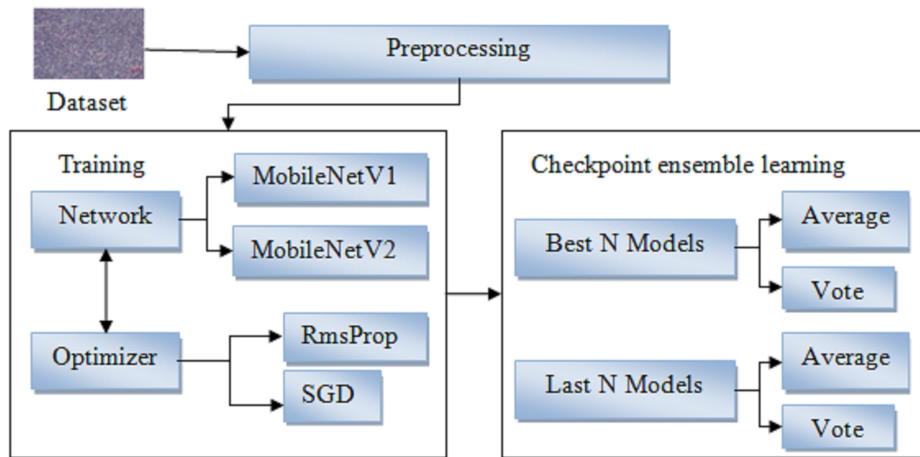 Preprocessing
Dataset
Training
Network
MobileNetV1
MobileNetV2
Optimizer
RmsProp
SGD
Checkpoint ensemble learning
Best N Models
Average
Vote
Last N Models
Average
Vote